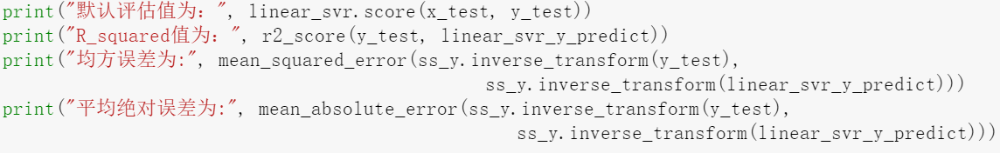 print("默认评估值为：", linear_svr.score(x_test, y_test))
print("R_squared值为：", r2_score(y_test, linear_svr_y_predict))
print("均方误差为:", mean_squared_error(ss_y.inverse_transform(y_test),
ss_y.inverse_transform(linear_svr_y_predict)))
print("平均绝对误差为:", mean_absolute_error(ss_y.inverse_transform(y_test),
ss_y.inverse_transform(linear_svr_y_predict)))